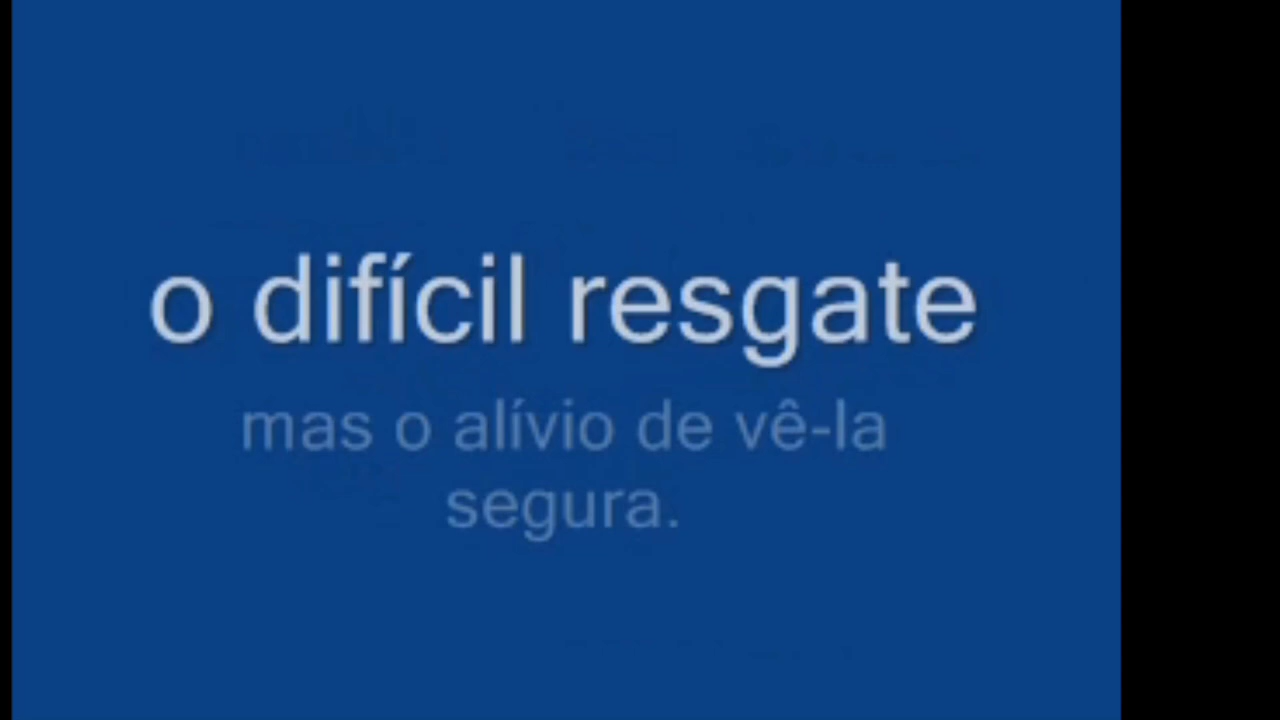 o difícil resgate
mas o alívio de vê-la
segura.